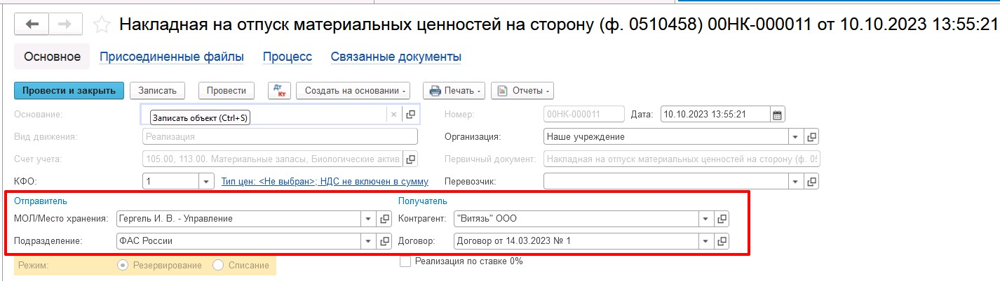 Накладная на отпуск материальных ценностей на сторону (ф. 0510458) 00НК-000011 от 10.10.2023 13:55:21
Основное Присоединенные файлы Процесс Связанные документы
Провести и закрыть Записать Провести Дт Кт Создать на основании Печать Отчеты
Основание: Записать объект (Ctrl+S) × Номер: 00НК-000011 Дата: 10.10.2023 13:55:21
Вид движения: Реализация Организация: Наше учреждение
Счет учета: 105.00, 113.00. Материальные запасы, Биологические актив Первичный документ: Накладная на отпуск материальных ценностей на сторону (ф. 05
КФО: 1 Тип цен: <Не выбран>; НДС не включен в сумму Перевозчик:
Отправитель Получатель
МОЛ/Место хранения: Гергель И. В. - Управление Контрагент: "Витязь" ООО
Подразделение: ФАС России Договор: Договор от 14.03.2023 № 1
Режим: Резервирование Списание Реализация по ставке 0%